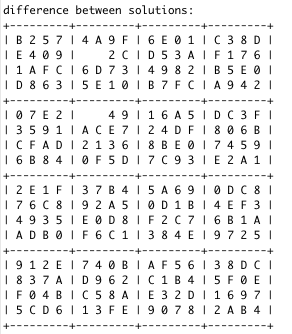 difference between solutions:
+---------+---------+---------+---------+
| B 2 5 7 | 4 A 9 F | 6 E 0 1 | C 3 8 D |
| E 4 0 9 |     2 C | D 5 3 A | F 1 7 6 |
| 1 A F C | 6 D 7 3 | 4 9 8 2 | B 5 E 0 |
| D 8 6 3 | 5 E 1 0 | B 7 F C | A 9 4 2 |
+---------+---------+---------+---------+
| 0 7 E 2 |     4 9 | 1 6 A 5 | D C 3 F |
| 3 5 9 1 | A C E 7 | 2 4 D F | 8 0 6 B |
| C F A D | 2 1 3 6 | 8 B E 0 | 7 4 5 9 |
| 6 B 8 4 | 0 F 5 D | 7 C 9 3 | E 2 A 1 |
+---------+---------+---------+---------+
| 2 E 1 F | 3 7 B 4 | 5 A 6 9 | 0 D C 8 |
| 7 6 C 8 | 9 2 A 5 | 0 D 1 B | 4 E F 3 |
| 4 9 3 5 | E 0 D 8 | F 2 C 7 | 6 B 1 A |
| A D B 0 | F 6 C 1 | 3 8 4 E | 9 7 2 5 |
+---------+---------+---------+---------+
| 9 1 2 E | 7 4 0 B | A F 5 6 | 3 8 D C |
| 8 3 7 A | D 9 6 2 | C 1 B 4 | 5 F 0 E |
| F 0 4 B | C 5 8 A | E 3 2 D | 1 6 9 7 |
| 5 C D 6 | 1 3 F E | 9 0 7 8 | 2 A B 4 |
+---------+---------+---------+---------+